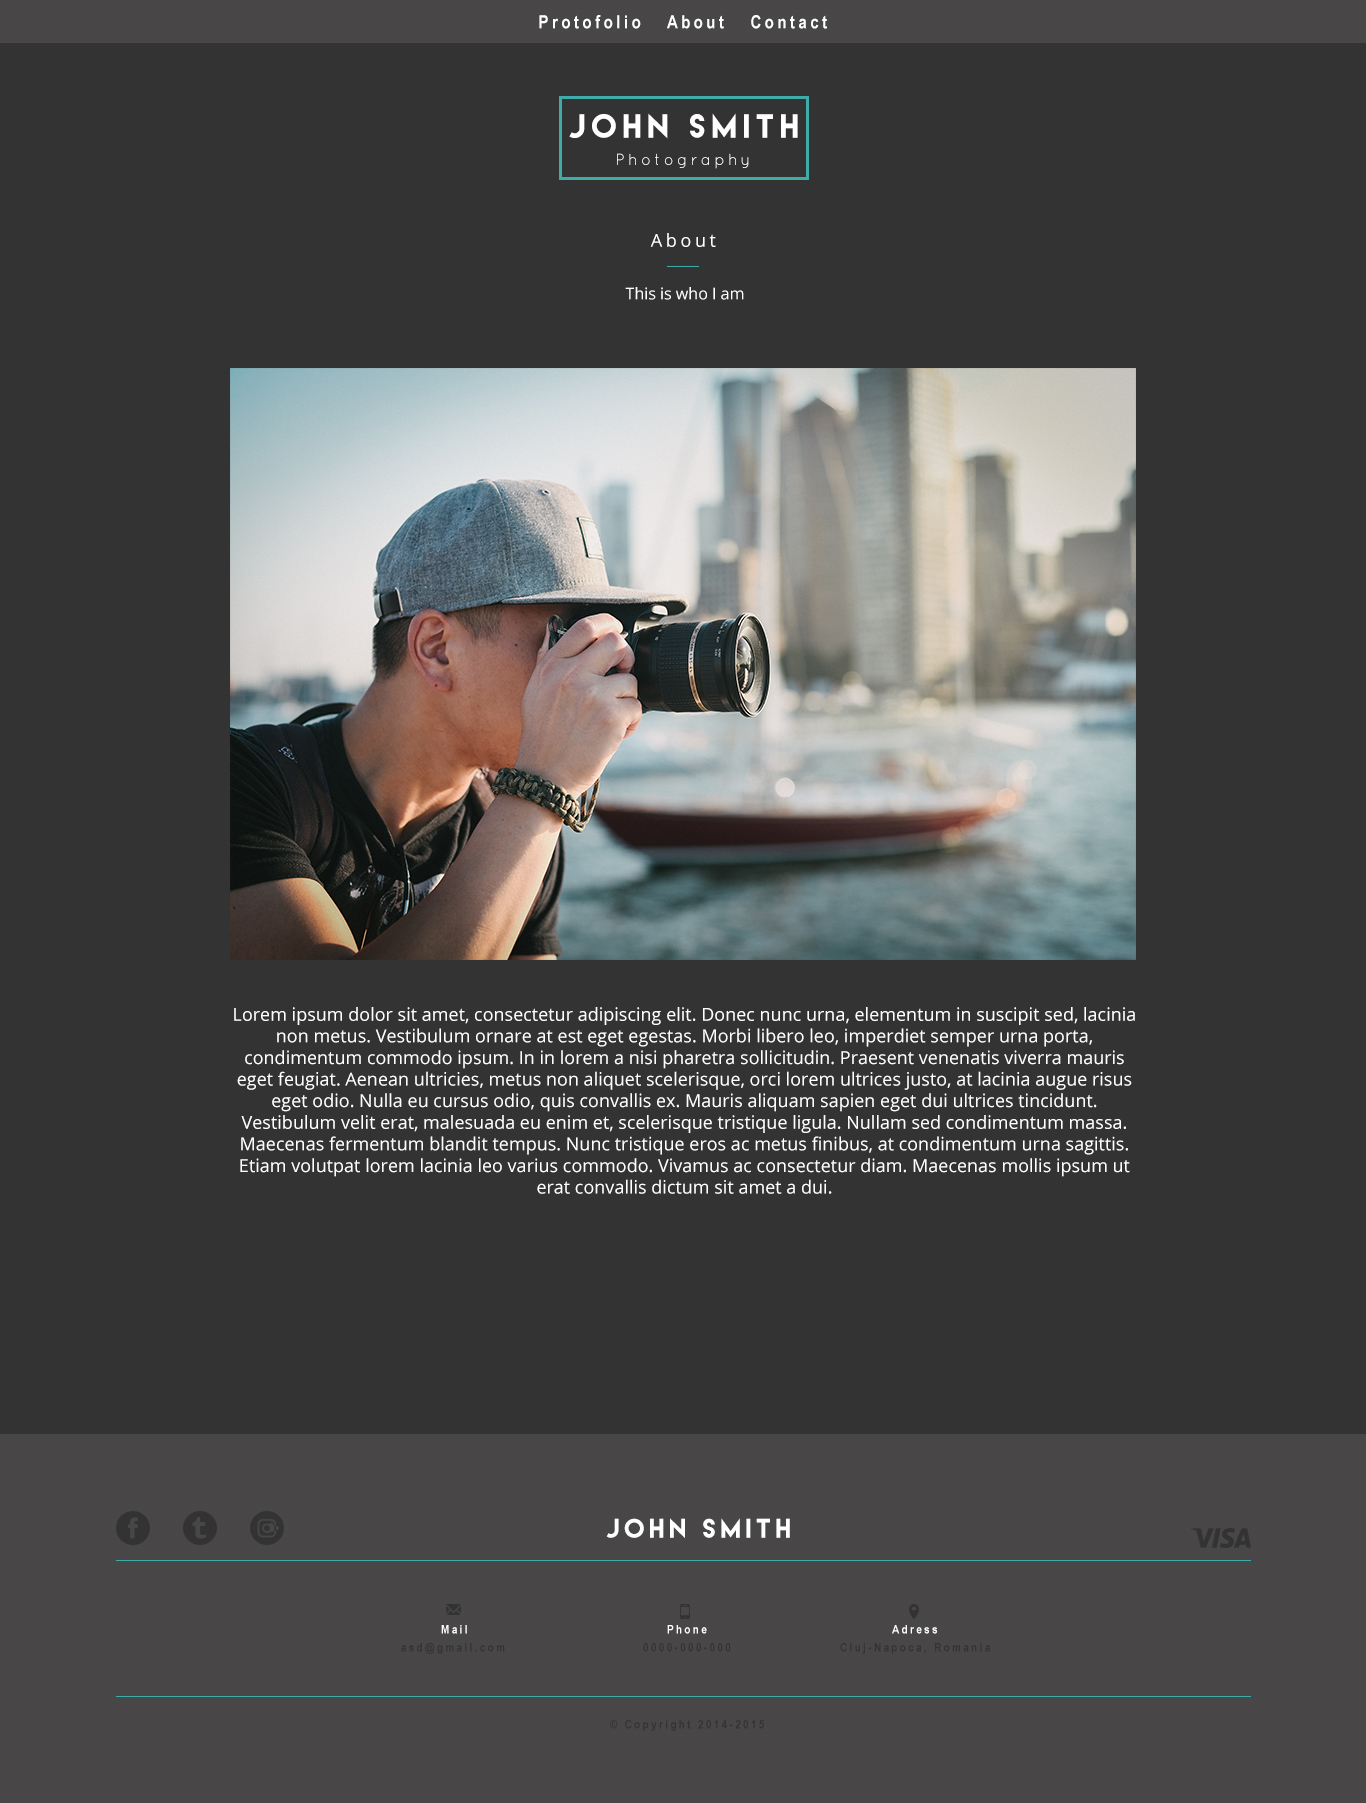 Protofolio About Contact
JOHN SMITH
Photography
About
This is who I am
Lorem ipsum dolor sit amet, consectetur adipiscing elit. Donec nunc urna, elementum in suscipit sed, lacinia
non metus. Vestibulum ornare at est eget egestas. Morbi libero leo, imperdiet semper urna porta,
condimentum commodo ipsum. In in lorem a nisi pharetra sollicitudin. Praesent venenatis viverra mauris
eget feugiat. Aenean ultricies, metus non aliquet scelerisque, orci lorem ultrices justo, at lacinia augue risus
eget odio. Nulla eu cursus odio, quis convallis ex. Mauris aliquam sapien eget dui ultrices tincidunt.
Vestibulum velit erat, malesuada eu enim et, scelerisque tristique ligula. Nullam sed condimentum massa.
Maecenas fermentum blandit tempus. Nunc tristique eros ac metus finibus, at condimentum urna sagittis.
Etiam volutpat lorem lacinia leo varius commodo. Vivamus ac consectetur diam. Maecenas mollis ipsum ut
erat convallis dictum sit amet a dui.
JOHN SMITH
VISA
Mail Phone Adress
asd@gmail.com 0000-000-000 Cluj-Napoca, Romania
© Copyright 2014-2015